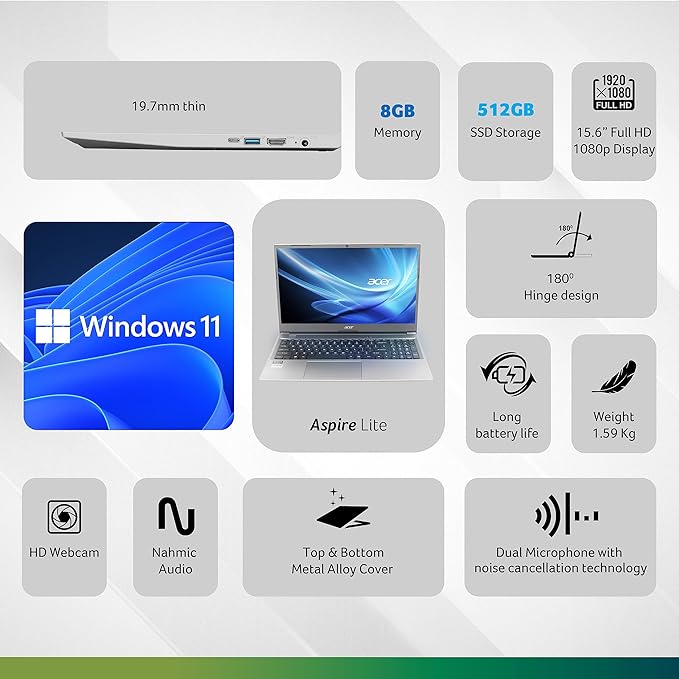 19.7mm thin
8GB
Memory
512GB
SSD Storage
1920
×1080
FULL HD
15.6” Full HD
1080p Display
Windows 11
acer
acer
Aspire Lite
180⁰
180⁰
Hinge design
Long
battery life
Weight
1.59 Kg
HD Webcam
Nahmic
Audio
Top & Bottom
Metal Alloy Cover
Dual Microphone with
noise cancellation technology